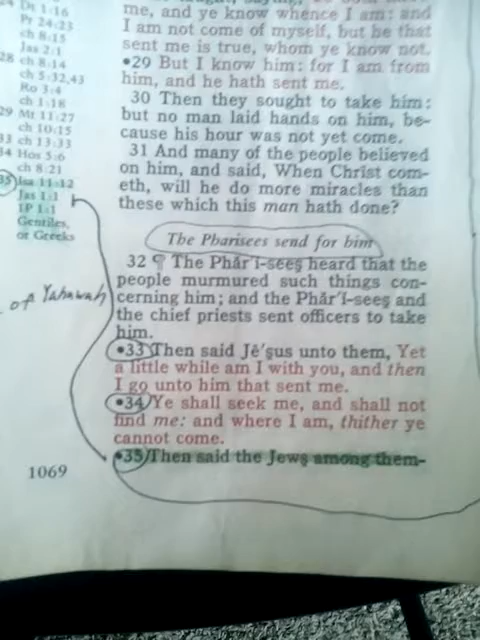 24 Dt 1:16
Pr 24:23
ch 8:15
Jas 2:1
28 ch 8:14
ch 5:32,43
Ro 3:4
ch 1:18
29 Mt 11:27
ch 10:15
33 ch 13:33
34 Hos 5:6
ch 8:21
35 Isa 11:12
Jas 1:1
1P 1:1
Gentiles,
or Greeks
of Yahawah
1069
me, and ye know whence I am: and
I am not come of myself, but he that
sent me is true, whom ye know not.
•29 But I know him: for I am from
him, and he hath sent me.
30 Then they sought to take him:
but no man laid hands on him, be-
cause his hour was not yet come.
31 And many of the people believed
on him, and said, When Christ com-
eth, will he do more miracles than
these which this man hath done?
The Pharisees send for him
32 ¶ The Phăr´i-sees heard that the
people murmured such things con-
cerning him; and the Phăr´i-sees and
the chief priests sent officers to take
him.
•33 Then said Jē´ṣus unto them, Yet
a little while am I with you, and then
I go unto him that sent me.
•34 Ye shall seek me, and shall not
find me: and where I am, thither ye
cannot come.
•35 Then said the Jewṣ among them-